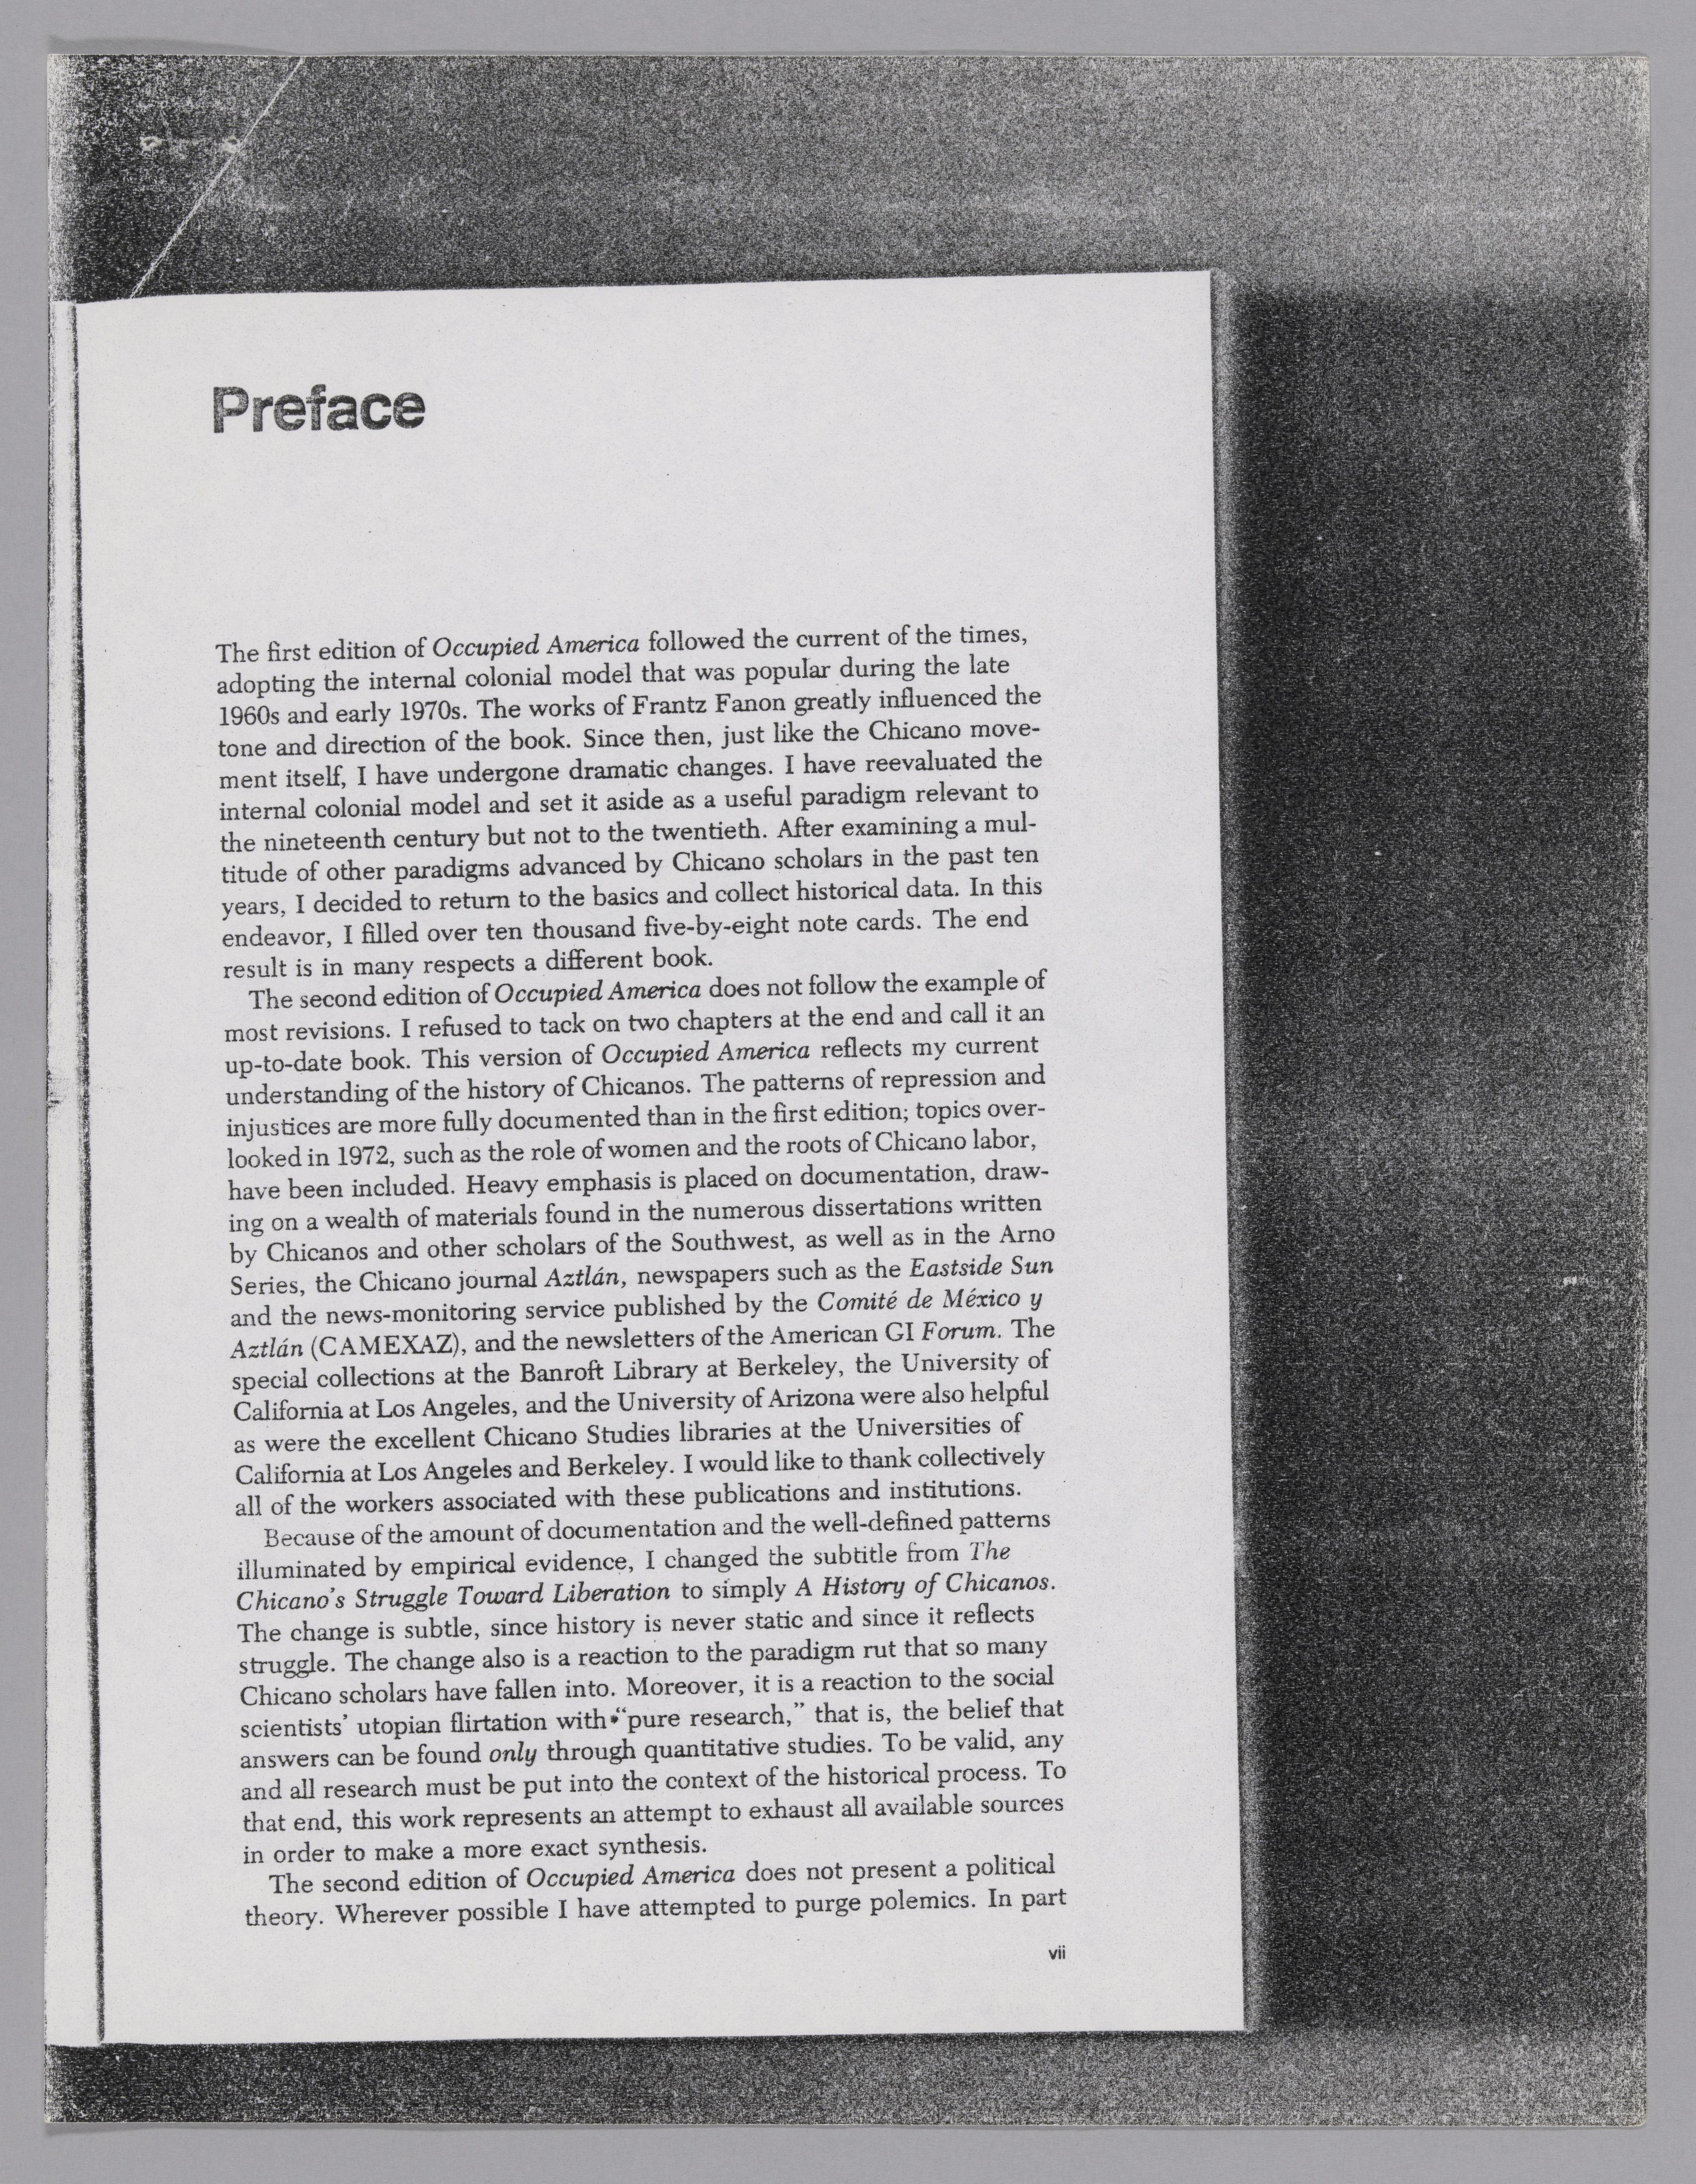 Preface
The first edition of Occupied America followed the current of the times,
adopting the internal colonial model that was popular during the late
1960s and early 1970s. The works of Frantz Fanon greatly influenced the
tone and direction of the book. Since then, just like the Chicano move-
ment itself, I have undergone dramatic changes. I have reevaluated the
internal colonial model and set it aside as a useful paradigm relevant to
the nineteenth century but not to the twentieth. After examining a mul-
titude of other paradigms advanced by Chicano scholars in the past ten
years, I decided to return to the basics and collect historical data. In this
endeavor, I filled over ten thousand five-by-eight note cards. The end
result is in many respects a different book.
The second edition of Occupied America does not follow the example of
most revisions. I refused to tack on two chapters at the end and call it an
up-to-date book. This version of Occupied America reflects my current
understanding of the history of Chicanos. The patterns of repression and
injustices are more fully documented than in the first edition; topics over-
looked in 1972, such as the role of women and the roots of Chicano labor,
have been included. Heavy emphasis is placed on documentation, draw-
ing on a wealth of materials found in the numerous dissertations written
by Chicanos and other scholars of the Southwest, as well as in the Arno
Series, the Chicano journal Aztlán, newspapers such as the Eastside Sun
and the news-monitoring service published by the Comité de México y
Aztlán (CAMEXAZ), and the newsletters of the American GI Forum. The
special collections at the Banroft Library at Berkeley, the University of
California at Los Angeles, and the University of Arizona were also helpful
as were the excellent Chicano Studies libraries at the Universities of
California at Los Angeles and Berkeley. I would like to thank collectively
all of the workers associated with these publications and institutions.
Because of the amount of documentation and the well-defined patterns
illuminated by empirical evidence, I changed the subtitle from The
Chicano's Struggle Toward Liberation to simply A History of Chicanos.
The change is subtle, since history is never static and since it reflects
struggle. The change also is a reaction to the paradigm rut that so many
Chicano scholars have fallen into. Moreover, it is a reaction to the social
scientists' utopian flirtation with “pure research,” that is, the belief that
answers can be found only through quantitative studies. To be valid, any
and all research must be put into the context of the historical process. To
that end, this work represents an attempt to exhaust all available sources
in order to make a more exact synthesis.
The second edition of Occupied America does not present a political
theory. Wherever possible I have attempted to purge polemics. In part
vii